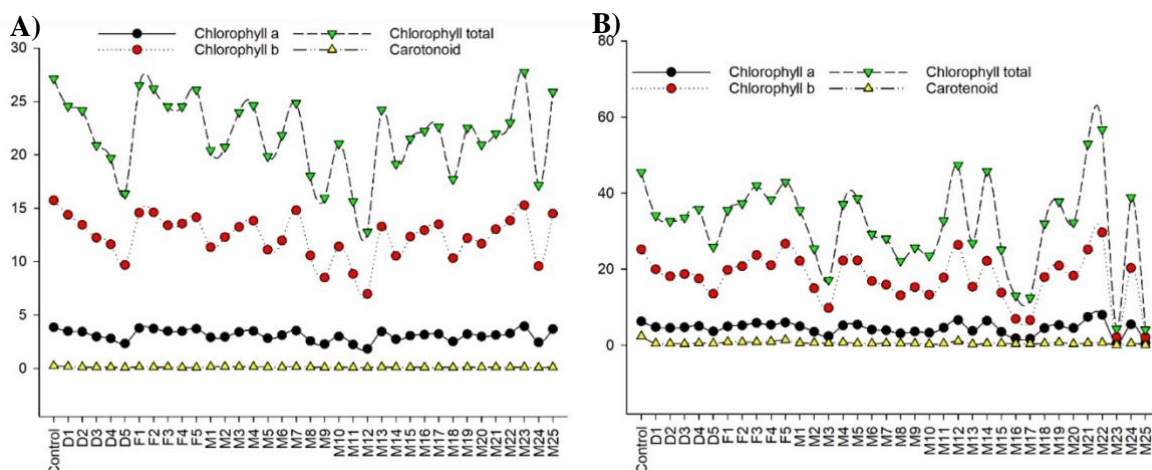 A)
Chlorophyll a
Chlorophyll total
Chlorophyll b
Carotenoid
30
25
20
15
10
5
0
Control D1 D2 D3 D4 D5 F1 F2 F3 F4 F5 M1 M2 M3 M4 M5 M6 M7 M8 M9 M10 M11 M12 M13 M14 M15 M16 M17 M18 M19 M20 M21 M22 M23 M24 M25
B)
80
Chlorophyll a
Chlorophyll total
Chlorophyll b
Carotenoid
60
40
20
0
Control D1 D2 D3 D4 D5 F1 F2 F3 F4 F5 M1 M2 M3 M4 M5 M6 M7 M8 M9 M10 M11 M12 M13 M14 M15 M16 M17 M18 M19 M20 M21 M22 M23 M24 M25